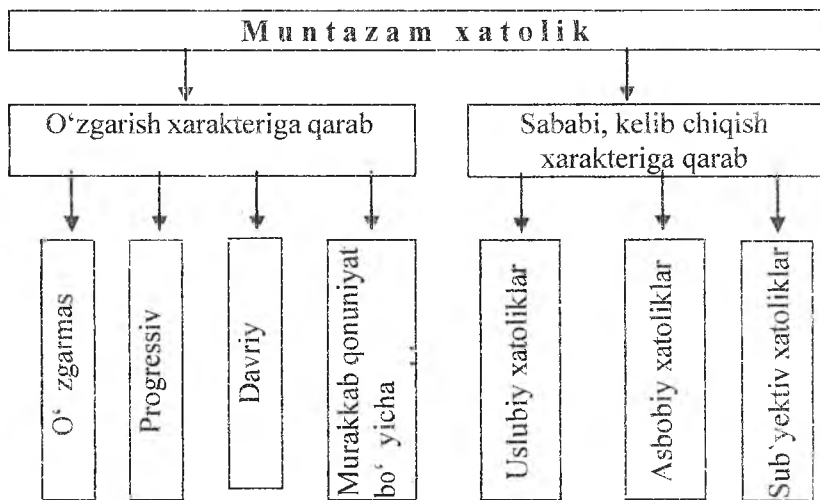 Muntazam xatolik
O‘zgarish xarakteriga qarab
Sababi, kelib chiqish
xarakteriga qarab
O‘ zgarmas
Progressiv
Davriy
Murakkab qonuniyat
bo‘ yicha
Uslubiy xatoliklar
Asbobiy xatoliklar
Sub`yektiv xatoliklar